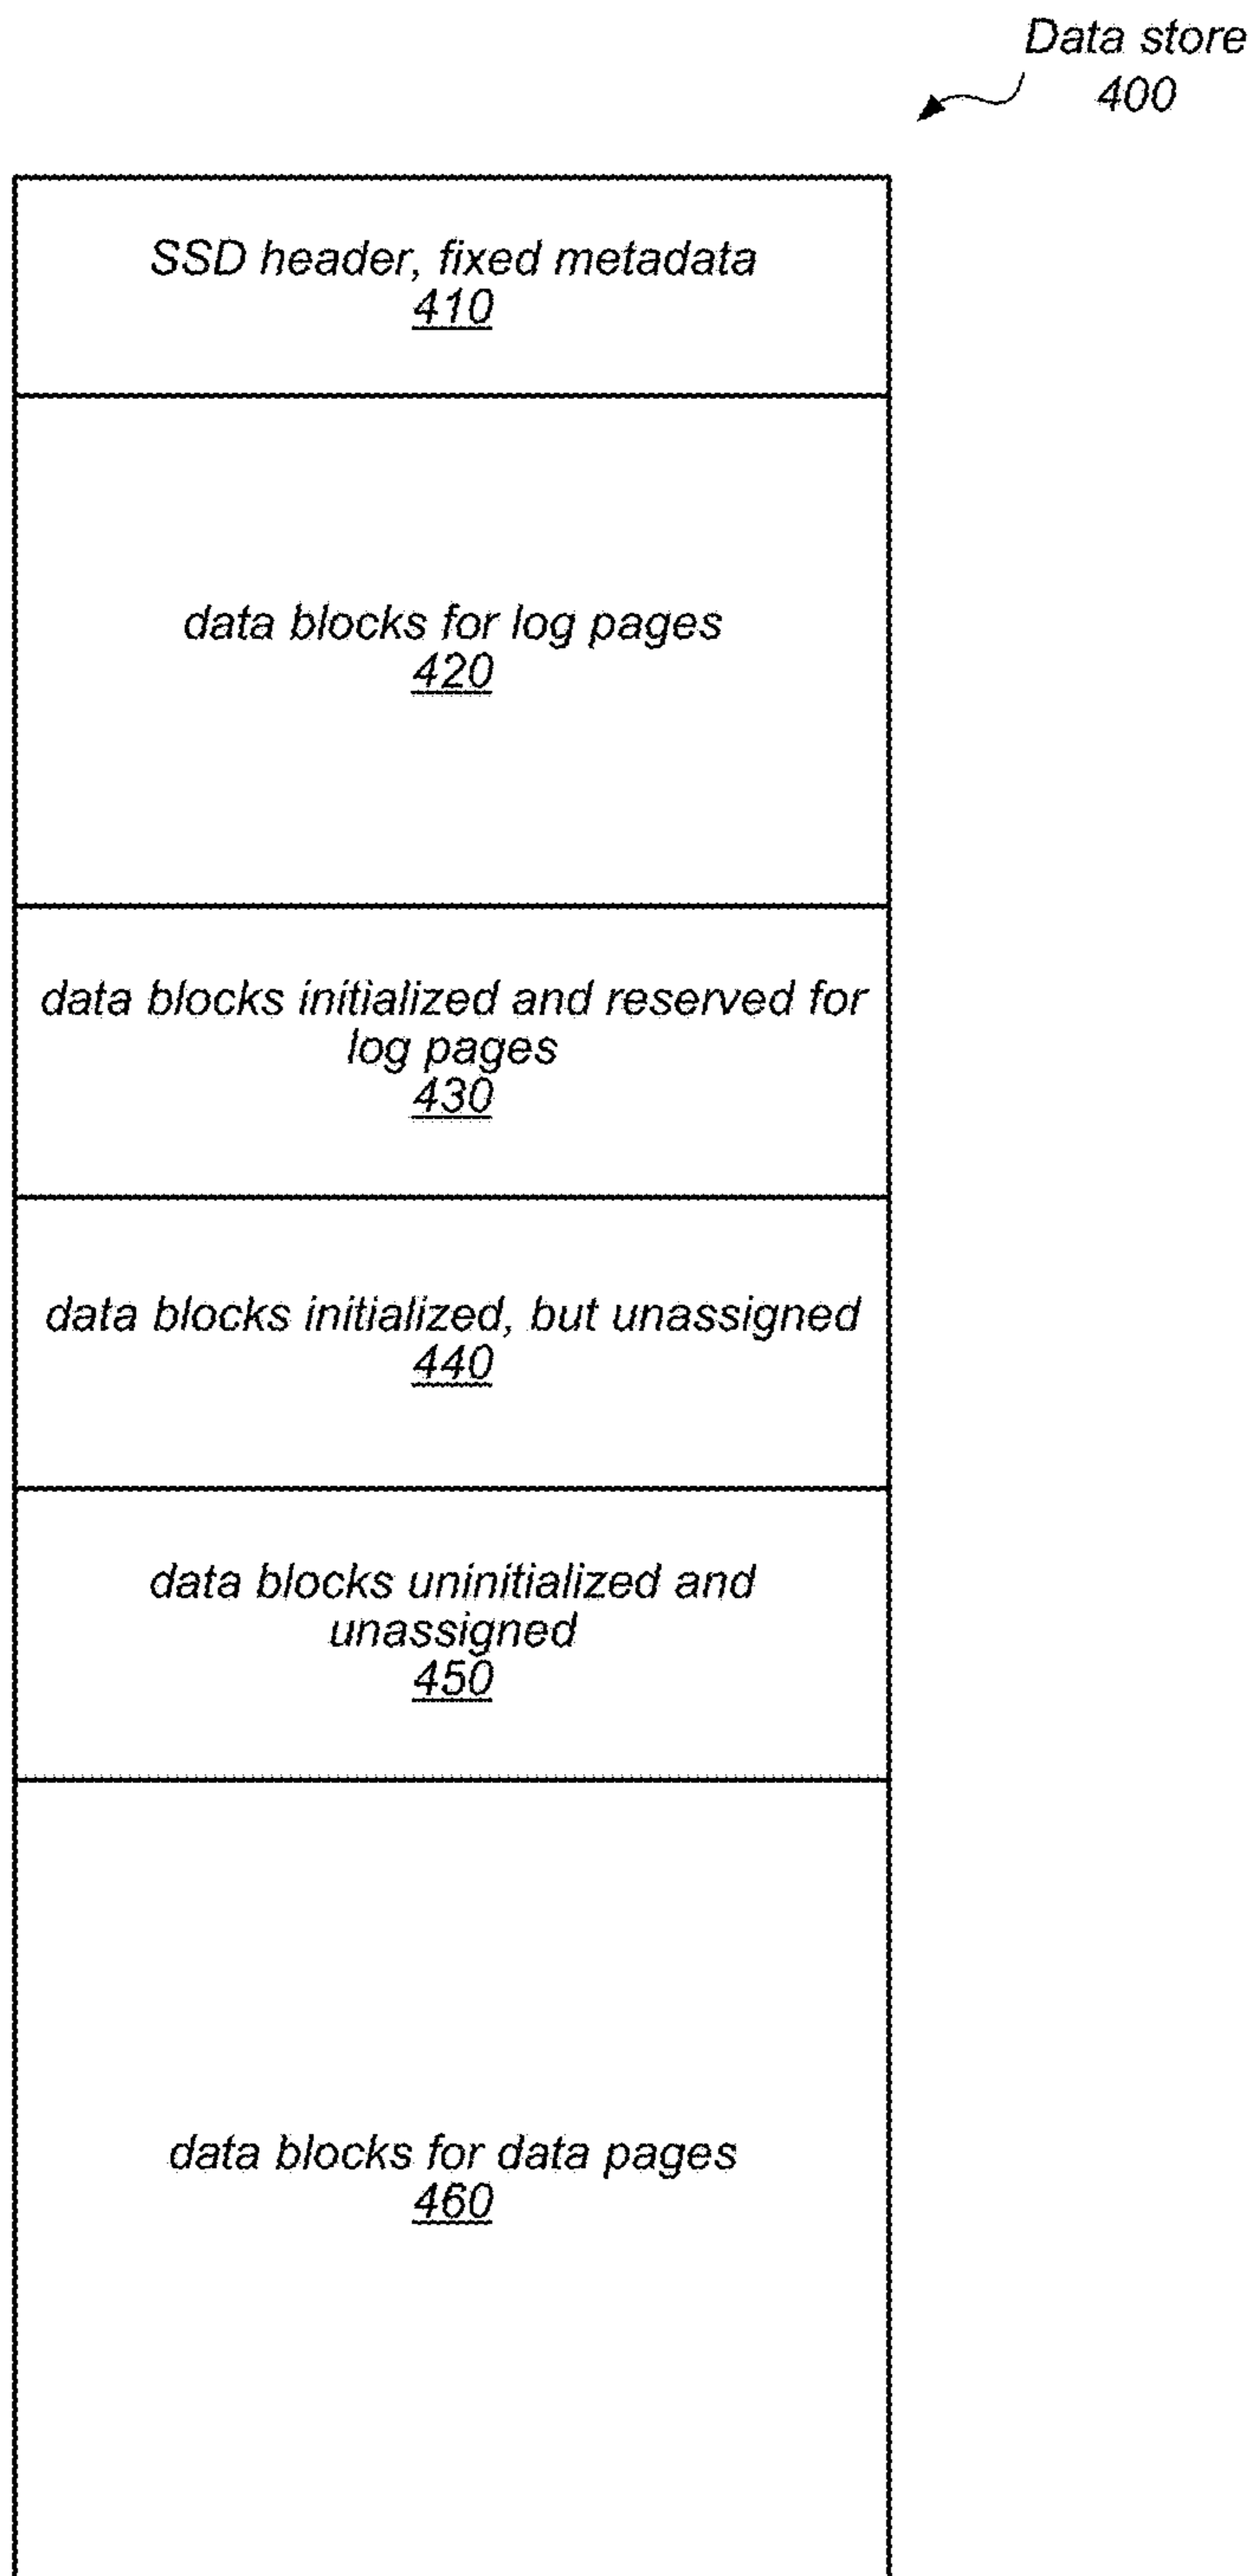 Data store
400
SSD header, fixed metadata
410
data blocks for log pages
420
data blocks initialized and reserved for
log pages
430
data blocks initialized, but unassigned
440
data blocks uninitialized and
unassigned
450
data blocks for data pages
460